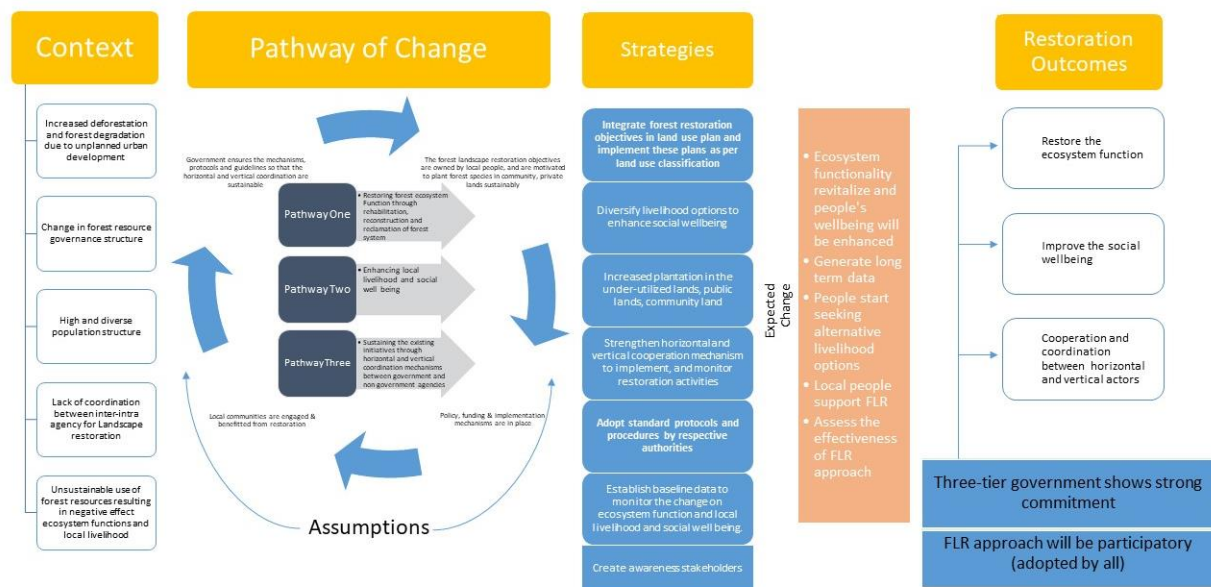 Context
Increased deforestation
and forest degradation
due to unplanned urban
development
Change in forest resource
governance structure
High and diverse
population structure
Lack of coordination
between inter-intra
agency for Landscape
restoration
Unsustainable use of
forest resources resulting
in negative effect
ecosystem functions and
local livelihood
Pathway of Change
Government ensures the mechanisms,
protocols and guidelines so that the
horizontal and vertical coordination are
sustainable
The forest landscape restoration objectives
are owned by local people, and are motivated
to plant forest species in community, private
lands sustainably
Pathway One
• Restoring forest ecosystem
Function through
rehabilitation,
reconstruction and
reclamation of forest
system
Pathway Two
• Enhancing local
livelihood and social
well being
Pathway Three
• Sustaining the existing
initiatives through
horizontal and vertical
coordination mechanisms
between government and
non government agencies
Local communities are engaged &
benefitted from restoration
Policy, funding & implementation
mechanisms are in place
Assumptions
Strategies
Integrate forest restoration
objectives in land use plan and
implement these plans as per
land use classification
Diversify livelihood options to
enhance social wellbeing
Increased plantation in the
under-utilized lands, public
lands, community land
Strengthen horizontal and
vertical cooperation mechanism
to implement, and monitor
restoration activities
Adopt standard protocols and
procedures by respective
authorities
Establish baseline data to
monitor the change on
ecosystem function and local
livelihood and social well being.
Create awareness stakeholders
Expected
Change
• Ecosystem
functionality
revitalize and
people's
wellbeing will
be enhanced
• Generate long
term data
• People start
seeking
alternative
livelihood
options
• Local people
support FLR
• Assess the
effectiveness
of FLR
approach
Restoration
Outcomes
Restore the
ecosystem function
Improve the social
wellbeing
Cooperation and
coordination
between horizontal
and vertical actors
Three-tier government shows strong
commitment
FLR approach will be participatory
(adopted by all)